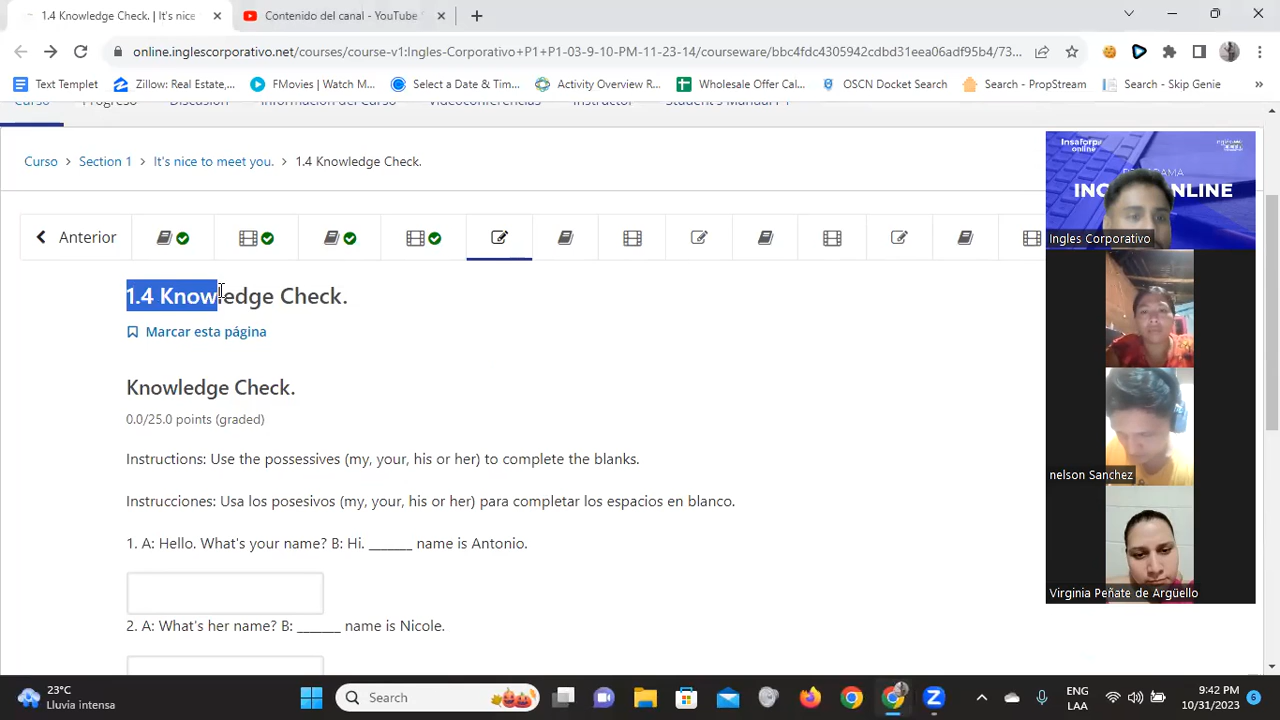 1.4 Knowledge Check. | It's nice
Contenido del canal - YouTube
online.inglescorporativo.net/courses/course-v1:Ingles-Corporativo+P1+P1-03-9-10-PM-11-23-14/courseware/bbc4fdc4305942cdbd31eea06adf95b4/73...
Text Templet
Zillow: Real Estate,...
FMovies | Watch M...
Select a Date & Tim...
Activity Overview R...
Wholesale Offer Cal...
OSCN Docket Search
Search - PropStream
Search - Skip Genie
»
Curso Progreso Discusión Información del Curso Videoconferencias Instructor Student's Manual P1
Curso > Section 1 > It's nice to meet you. > 1.4 Knowledge Check.
Anterior
1.4 Knowledge Check.
Marcar esta página
Knowledge Check.
0.0/25.0 points (graded)
Instructions: Use the possessives (my, your, his or her) to complete the blanks.
Instrucciones: Usa los posesivos (my, your, his or her) para completar los espacios en blanco.
1. A: Hello. What's your name? B: Hi. _______ name is Antonio.
2. A: What's her name? B: _______ name is Nicole.
Insaforp
online
Ingles Corporativo
nelson Sanchez
Virginia Peñate de Argüello
23°C
Lluvia intensa
Search
ENG
LAA
9:42 PM
10/31/2023
6